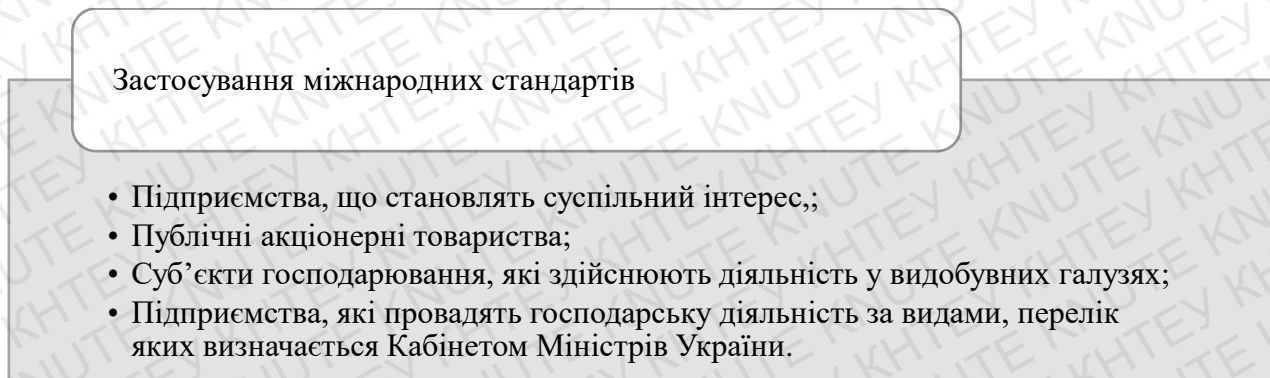 Застосування міжнародних стандартів
• Підприємства, що становлять суспільний інтерес,;
• Публічні акціонерні товариства;
• Суб’єкти господарювання, які здійснюють діяльність у видобувних галузях;
• Підприємства, які провадять господарську діяльність за видами, перелік
яких визначається Кабінетом Міністрів України.